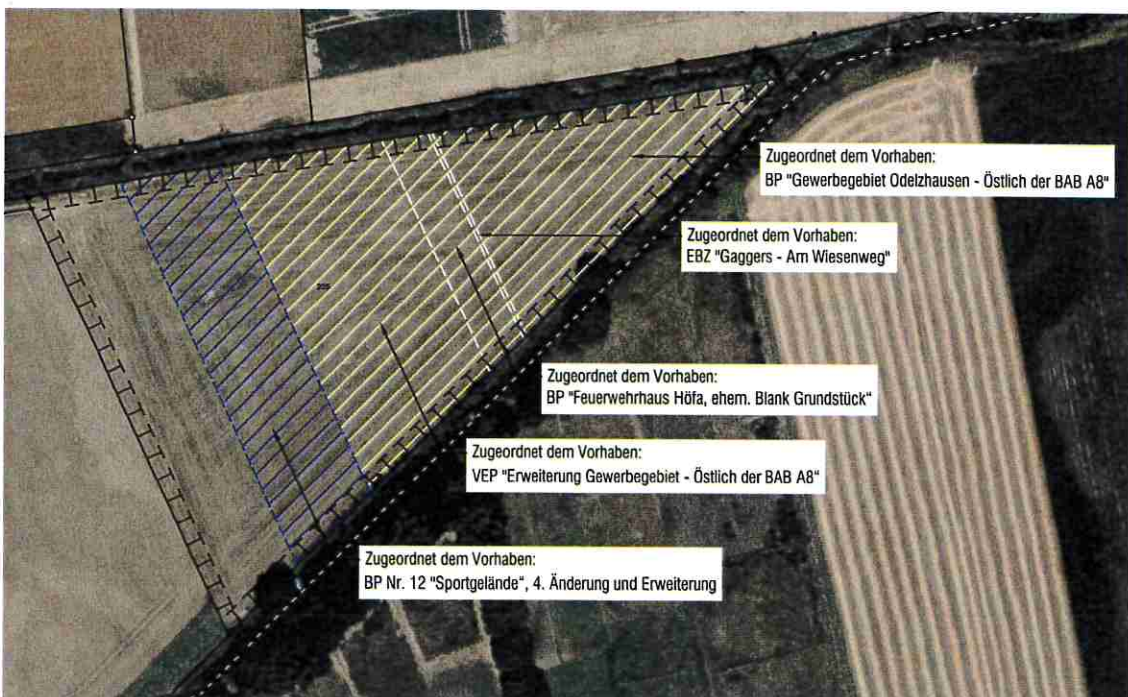 Zugeordnet dem Vorhaben:
BP "Gewerbegebiet Odelzhausen - Östlich der BAB A8"
Zugeordnet dem Vorhaben:
EBZ "Gaggers - Am Wiesenweg"
Zugeordnet dem Vorhaben:
BP "Feuerwehrhaus Höfa, ehem. Blank Grundstück"
Zugeordnet dem Vorhaben:
VEP "Erweiterung Gewerbegebiet - Östlich der BAB A8"
Zugeordnet dem Vorhaben:
BP Nr. 12 "Sportgelände", 4. Änderung und Erweiterung